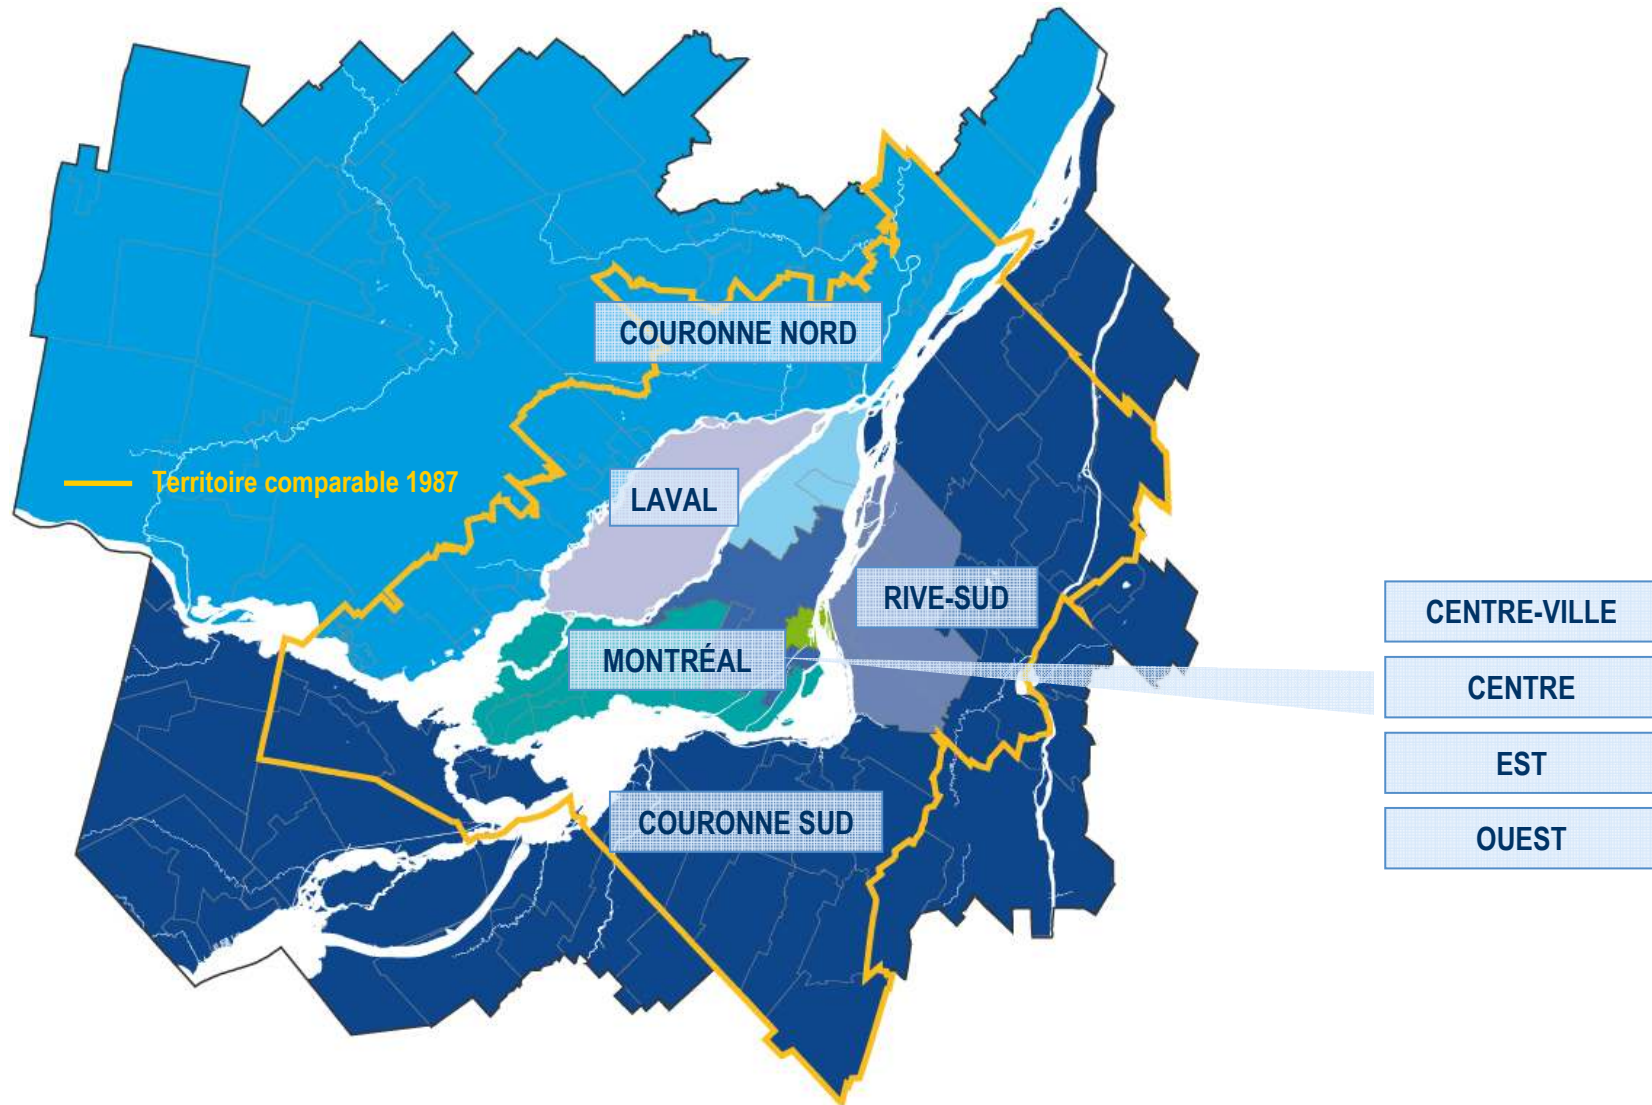 COURONNE NORD
Territoire comparable 1987
LAVAL
RIVE-SUD
MONTRÉAL
COURONNE SUD
CENTRE-VILLE
CENTRE
EST
OUEST